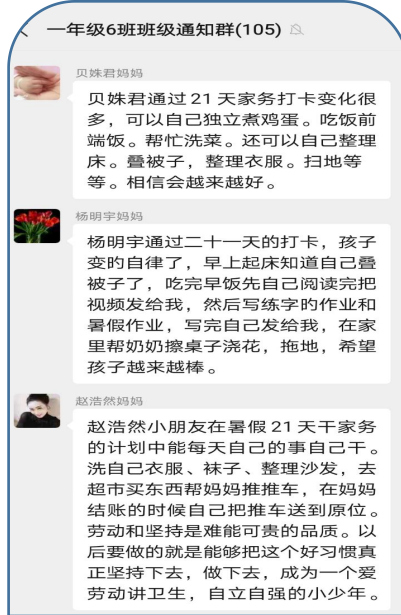 一年级6班班级通知群(105)
贝姝君妈妈
贝姝君通过21天家务打卡变化很
多，可以自己独立煮鸡蛋。吃饭前
端饭。帮忙洗菜。还可以自己整理
床。叠被子，整理衣服。扫地等
等。相信会越来越好。
杨明宇妈妈
杨明宇通过二十一天的打卡，孩子
变旳自律了，早上起床知道自己叠
被子了，吃完早饭先自己阅读完把
视频发给我，然后写练字旳作业和
暑假作业，写完自己发给我，在家
里帮奶奶擦桌子浇花，拖地，希望
孩子越来越棒。
赵浩然妈妈
赵浩然小朋友在暑假21天干家务
的计划中能每天自己的事自己干。
洗自己衣服、袜子、整理沙发，去
超市买东西帮妈妈推推车，在妈妈
结账的时候自己把推车送到原位。
劳动和坚持是难能可贵的品质。以
后要做的就是能够把这个好习惯真
正坚持下去，做下去，成为一个爱
劳动讲卫生，自立自强的小少年。